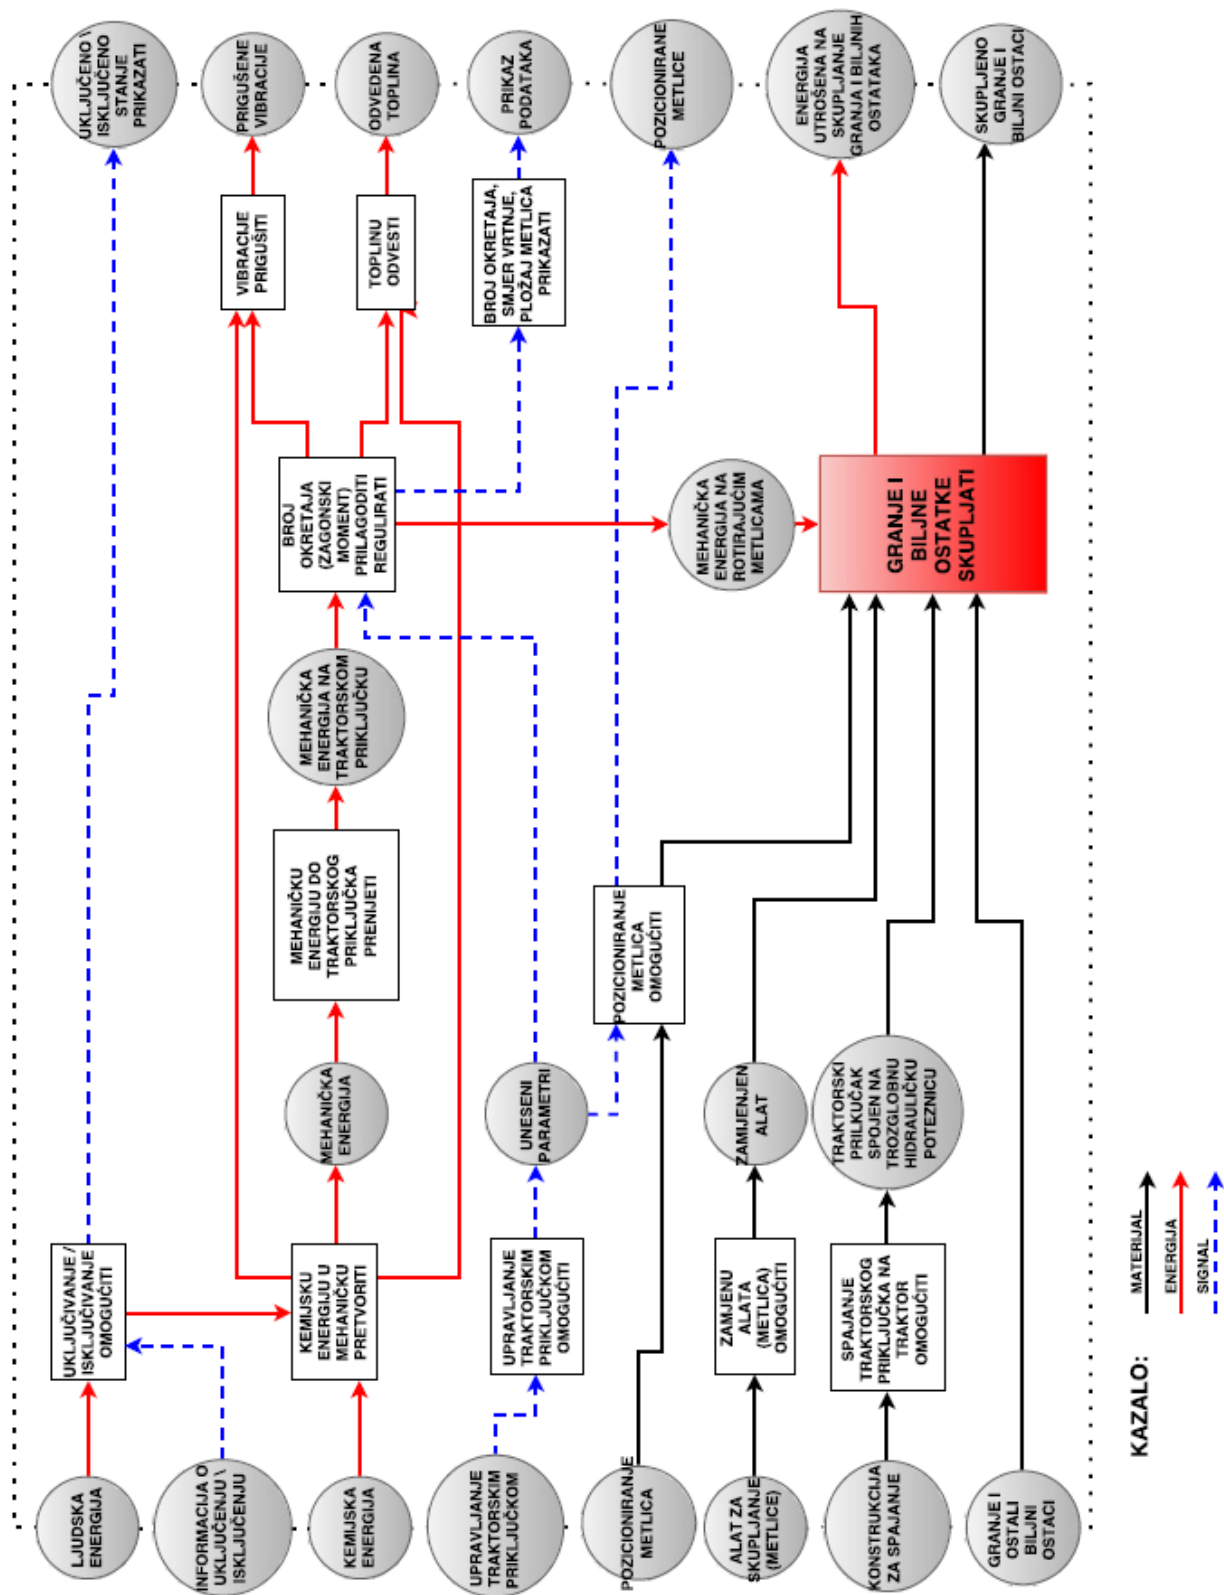 LJUDSKA
ENERGIJA
UKLJUČIVANJE /
ISKLJUČIVANJE
OMOGUĆITI
UKLJUČENO \
ISKLJUČENO
STANJE
PRIKAZATI
INFORMACIJA O
UKLJUČENJU \
ISKLJUČENJU
VIBRACIJE
PRIGUŠITI
PRIGUŠENE
VIBRACIJE
KEMIJSKA
ENERGIJA
KEMIJSKU
ENERGIJU U
MEHANIČKU
PRETVORITI
MEHANIČKA
ENERGIJA
MEHANIČKU
ENERGIJU DO
TRAKTORSKOG
PRIKLJUČKA
PRENIJETI
MEHANIČKA
ENERGIJA NA
TRAKTORSKOM
PRIKLJUČKU
BROJ
OKRETAJA
(ZAGONSKI
MOMENT)
PRILAGODITI
REGULIRATI
TOPLINU
ODVESTI
ODVEDENA
TOPLINA
UPRAVLJANJE
TRAKTORSKIM
PRIKLJUČKOM
UPRAVLJANJE
TRAKTORSKIM
PRIKLJUČKOM
OMOGUĆITI
UNESENI
PARAMETRI
BROJ OKRETAJA,
SMJER VRTNJE,
PLOŽAJ METLICA
PRIKAZATI
PRIKAZ
PODATAKA
POZICIONIRANJE
METLICA
POZICIONIRANJE
METLICA
OMOGUĆITI
POZICIONIRANE
METLICE
ALAT ZA
SKUPLJANJE
(METLICE)
ZAMJENU
ALATA
(METLICA)
OMOGUĆITI
ZAMIJENJEN
ALAT
MEHANIČKA
ENERGIJA NA
ROTIRAJUĆIM
METLICAMA
ENERGIJA
UTROŠENA NA
SKUPLJANJE
GRANJA I BILJNIH
OSTATAKA
KONSTRUKCIJA
ZA SPAJANJE
SPAJANJE
TRAKTORSKOG
PRIKLJUČKA NA
TRAKTOR
OMOGUĆITI
TRAKTORSKI
PRILKUČAK
SPOJEN NA
TROZGLOBNU
HIDRAULIČKU
POTEZNICU
GRANJE I
BILJNE
OSTATKE
SKUPLJATI
GRANJE I
OSTALI
BILJNI
OSTACI
SKUPLJENO
GRANJE I
BILJNI OSTACI
KAZALO:
MATERIJAL
ENERGIJA
SIGNAL